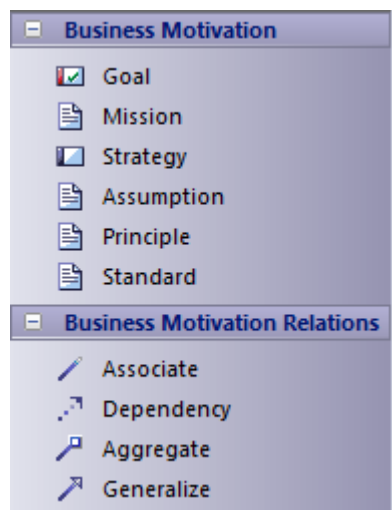 Business Motivation
Goal
Mission
Strategy
Assumption
Principle
Standard
Business Motivation Relations
Associate
Dependency
Aggregate
Generalize